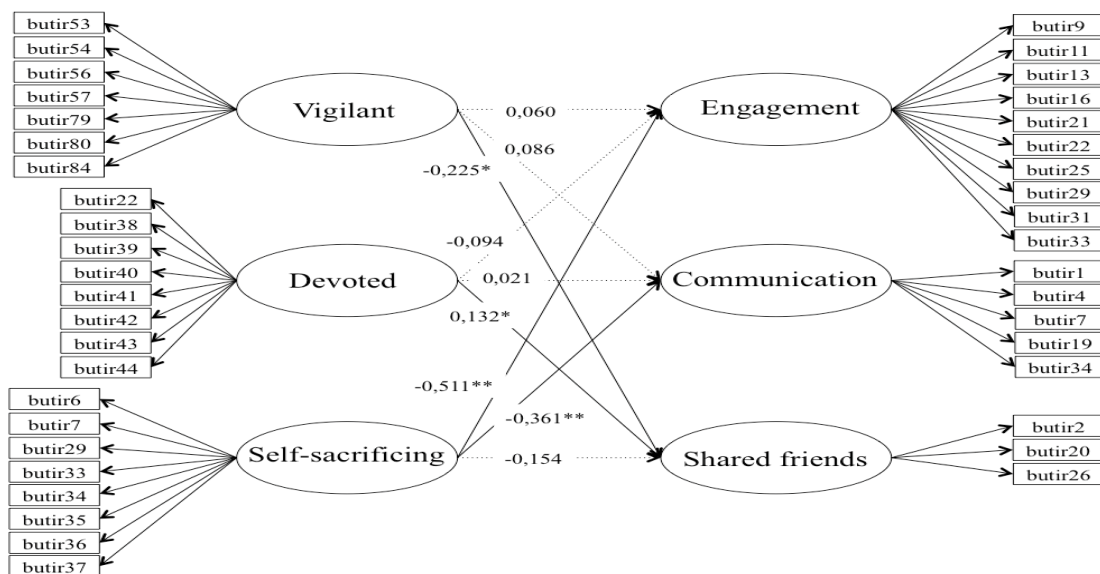 butir53
butir54
butir56
butir57
butir79
butir80
butir84
Vigilant
butir22
butir38
butir39
butir40
butir41
butir42
butir43
butir44
Devoted
butir6
butir7
butir29
butir33
butir34
butir35
butir36
butir37
Self-sacrificing
0,060
0,086
-0,225*
-0,094
0,021
0,132*
-0,511**
-0,361**
-0,154
Engagement
butir9
butir11
butir13
butir16
butir21
butir22
butir25
butir29
butir31
butir33
Communication
butir1
butir4
butir7
butir19
butir34
Shared friends
butir2
butir20
butir26